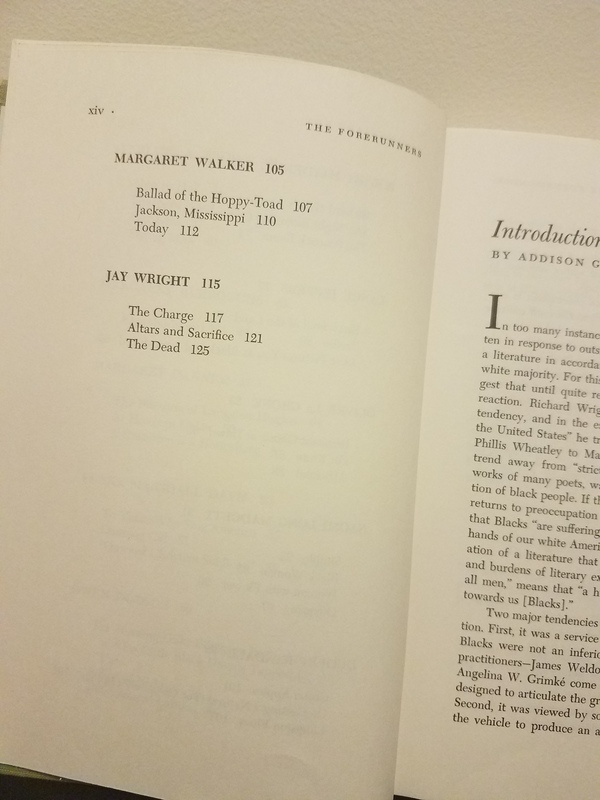 xiv ·
THE FORERUNNERS
MARGARET WALKER 105
Ballad of the Hoppy-Toad 107
Jackson, Mississippi 110
Today 112
JAY WRIGHT 115
The Charge 117
Altars and Sacrifice 121
The Dead 125
Introduction
BY ADDISON G
In too many instanc
ten in response to outs
a literature in accorda
white majority. For this
gest that until quite re
reaction. Richard Wrig
tendency, and in the e
the United States" he tr
Phillis Wheatley to Ma
trend away from "stric
works of many poets, w
tion of black people. If t
returns to preoccupation
that Blacks "are suffering
hands of our white Ameri
ation of a literature that
and burdens of literary ex
all men," means that "a h
towards us [Blacks]."
Two major tendencies
tion. First, it was a service
Blacks were not an inferio
practitioners—James Weldo
Angelina W. Grimké come
designed to articulate the gr
Second, it was viewed by so
the vehicle to produce an a